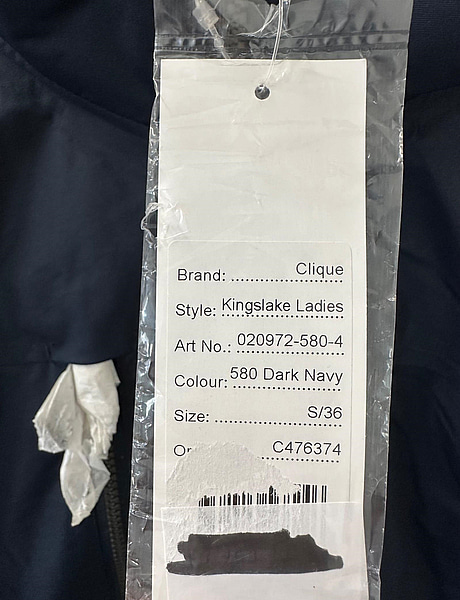 Brand: Clique
Style: Kingslake Ladies
Art No.: 020972-580-4
Colour: 580 Dark Navy
Size: S/36
C476374